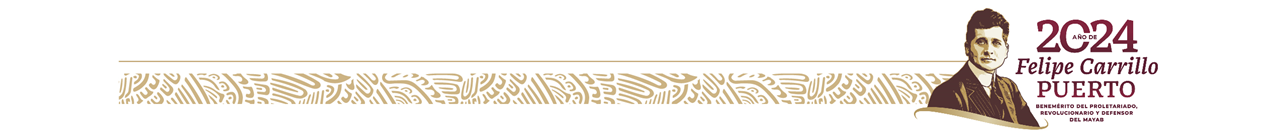 2024
AÑO DE
Felipe Carrillo
PUERTO
BENEMÉRITO DEL PROLETARIADO,
REVOLUCIONARIO Y DEFENSOR
DEL MAYAB